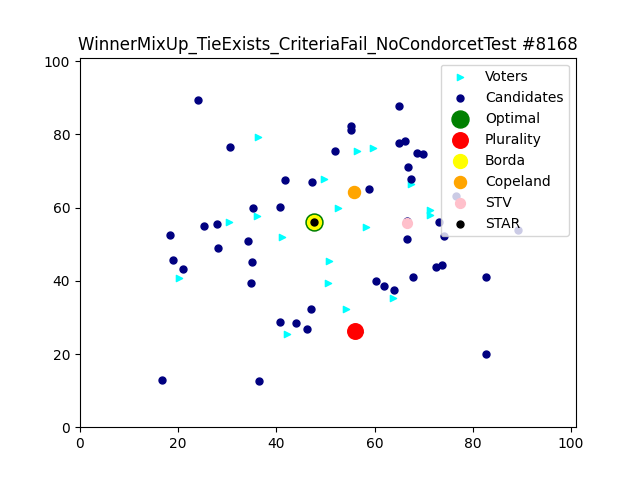 WinnerMixUp_TieExists_CriteriaFail_NoCondorcetTest #8168
100
80
60
40
20
0
0
20
40
60
80
100
Voters
Candidates
Optimal
Plurality
Borda
Copeland
STV
STAR